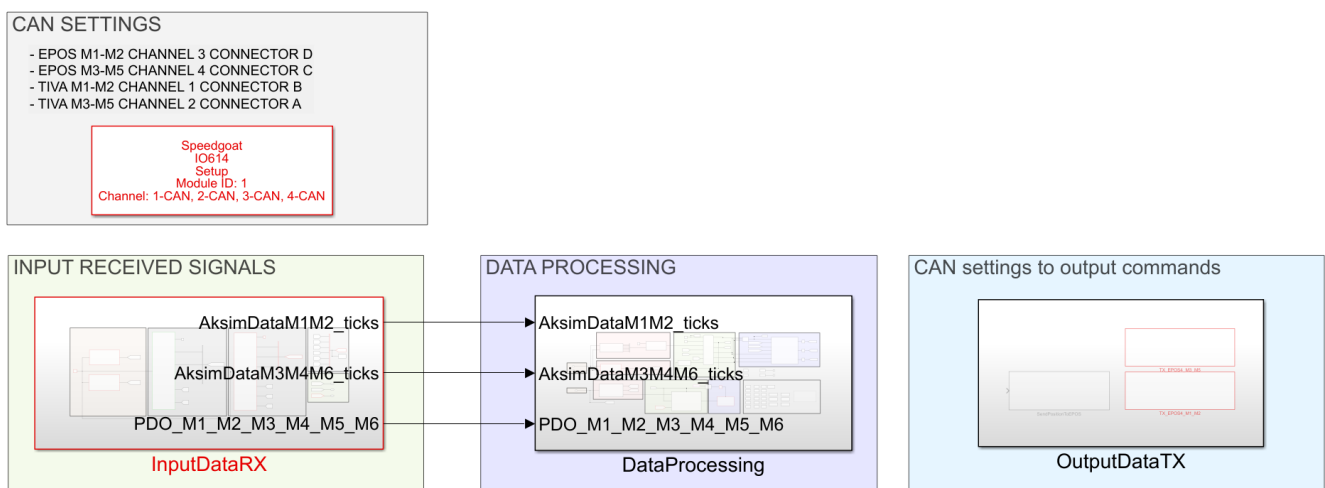 CAN SETTINGS
- EPOS M1-M2 CHANNEL 3 CONNECTOR D
- EPOS M3-M5 CHANNEL 4 CONNECTOR C
- TIVA M1-M2 CHANNEL 1 CONNECTOR B
- TIVA M3-M5 CHANNEL 2 CONNECTOR A
Speedgoat
IO614
Setup
Module ID: 1
Channel: 1-CAN, 2-CAN, 3-CAN, 4-CAN
INPUT RECEIVED SIGNALS
AksimDataM1M2_ticks
AksimDataM3M4M6_ticks
PDO_M1_M2_M3_M4_M5_M6
InputDataRX
DATA PROCESSING
AksimDataM1M2_ticks
AksimDataM3M4M6_ticks
PDO_M1_M2_M3_M4_M5_M6
DataProcessing
CAN settings to output commands
TX_EPOS4_M3_M5
TX_EPOS4_M1_M2
OutputDataTX